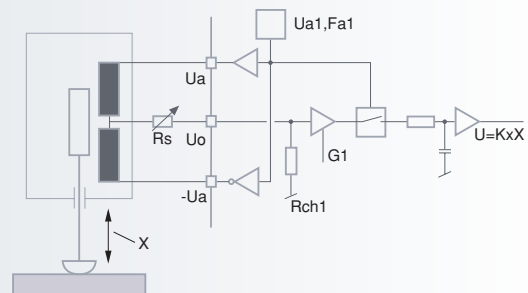 Ua1,Fa1
Ua
Rs
Uo
G1
U=KxX
-Ua
Rch1
X